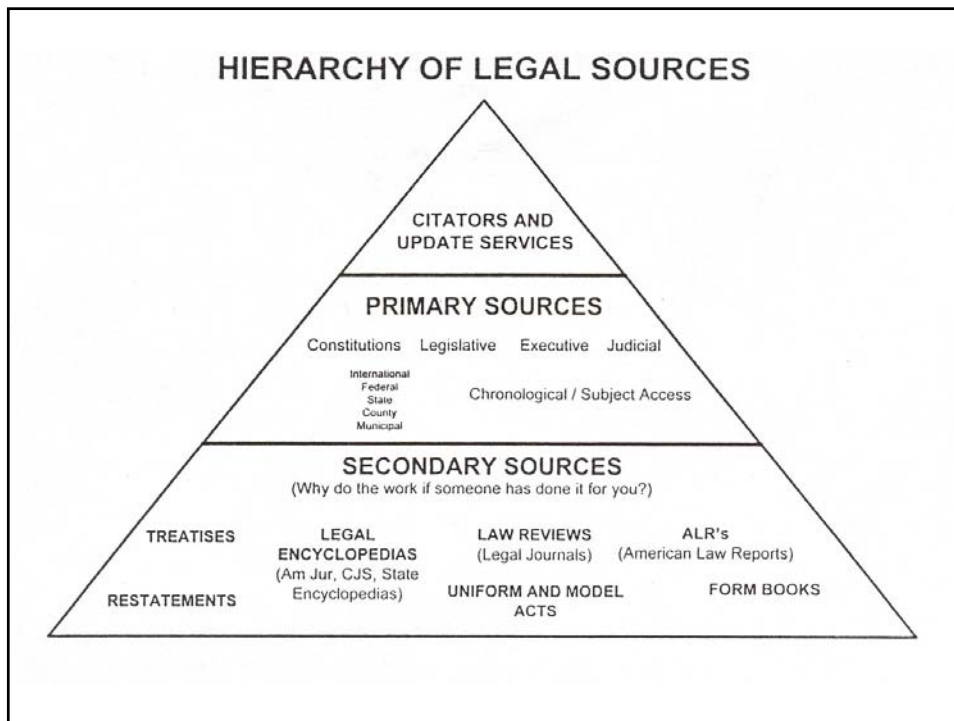 HIERARCHY OF LEGAL SOURCES
CITATORS AND
UPDATE SERVICES
PRIMARY SOURCES
Constitutions Legislative Executive Judicial
International
Federal
State
County
Municipal
Chronological / Subject Access
SECONDARY SOURCES
(Why do the work if someone has done it for you?)
TREATISES
LEGAL
ENCYCLOPEDIAS
(Am Jur, CJS, State
Encyclopedias)
LAW REVIEWS
(Legal Journals)
ALR's
(American Law Reports)
RESTATEMENTS
UNIFORM AND MODEL
ACTS
FORM BOOKS